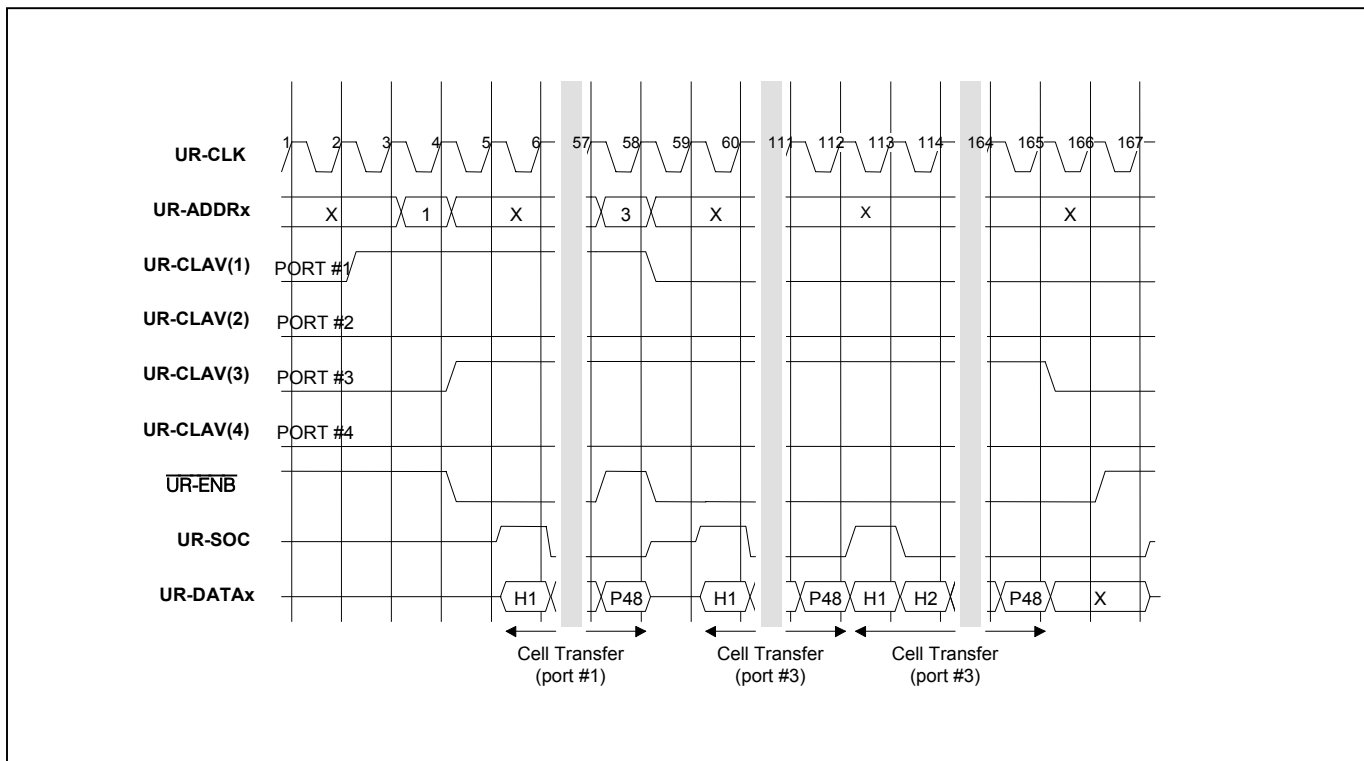 1 2 3 4 5 6 57 58 59 60 111 112 113 114 164 165 166 167
UR-CLK
UR-ADDRx X 1 X 3 X X X
UR-CLAV(1) PORT #1
UR-CLAV(2) PORT #2
UR-CLAV(3) PORT #3
UR-CLAV(4) PORT #4
UR-ENB
UR-SOC
UR-DATAx H1 P48 H1 P48 H1 H2 P48 X
Cell Transfer Cell Transfer Cell Transfer
(port #1) (port #3) (port #3)